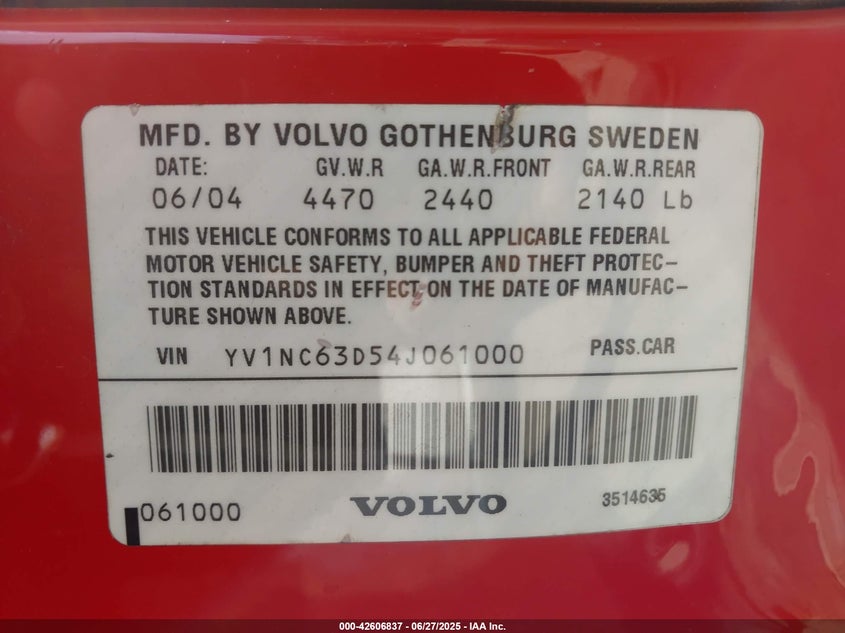 MFD. BY VOLVO GOTHENBURG SWEDEN
DATE: GV.W.R GA.W.R.FRONT GA.W.R.REAR
06/04 4470 2440 2140 Lb
THIS VEHICLE CONFORMS TO ALL APPLICABLE FEDERAL
MOTOR VEHICLE SAFETY, BUMPER AND THEFT PROTEC–
TION STANDARDS IN EFFECT ON THE DATE OF MANUFAC–
TURE SHOWN ABOVE.
VIN YV1NC63D54J061000 PASS.CAR
061000 VOLVO 3514635
000-42606837 - 06/27/2025 - IAA Inc.